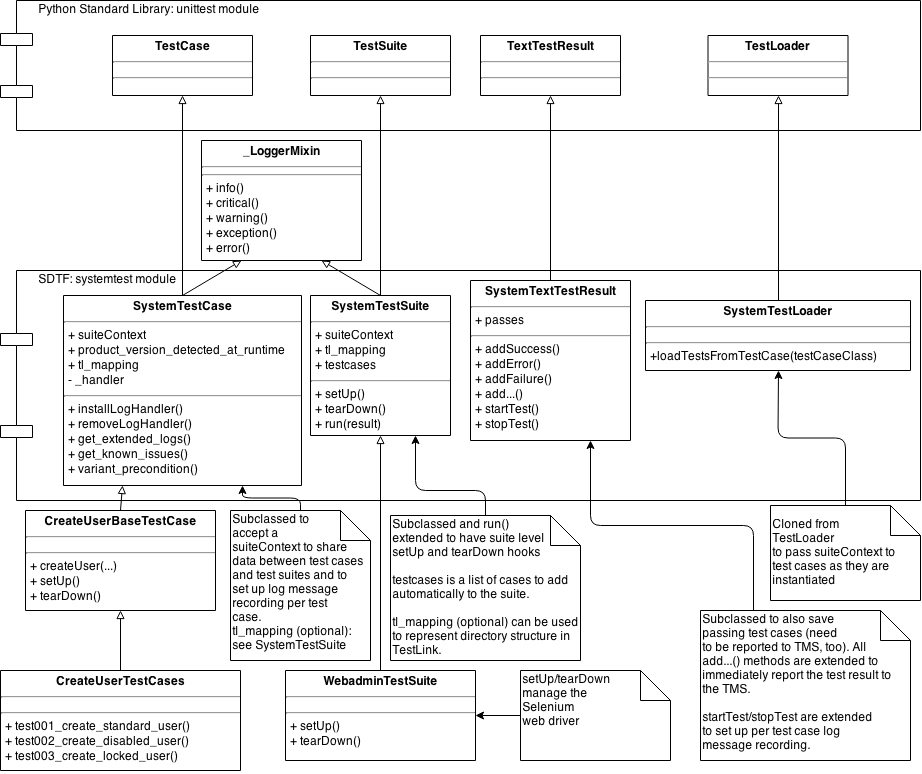 Python Standard Library: unittest module
TestCase
TestSuite
TextTestResult
TestLoader
_LoggerMixin
+ info()
+ critical()
+ warning()
+ exception()
+ error()
SDTF: systemtest module
SystemTestCase
+ suiteContext
+ product_version_detected_at_runtime
+ tl_mapping
- _handler
+ installLogHandler()
+ removeLogHandler()
+ get_extended_logs()
+ get_known_issues()
+ variant_precondition()
SystemTestSuite
+ suiteContext
+ tl_mapping
+ testcases
+ setUp()
+ tearDown()
+ run(result)
SystemTextTestResult
+ passes
+ addSuccess()
+ addError()
+ addFailure()
+ add...()
+ startTest()
+ stopTest()
SystemTestLoader
+loadTestsFromTestCase(testCaseClass)
CreateUserBaseTestCase
+ createUser(...)
+ setUp()
+ tearDown()
Subclassed to
accept a
suiteContext to share
data between test cases
and test suites and to
set up log message
recording per test
case.
tl_mapping (optional):
see SystemTestSuite
Subclassed and run()
extended to have suite level
setUp and tearDown hooks
testcases is a list of cases to add
automatically to the suite.
tl_mapping (optional) can be used
to represent directory structure in
TestLink.
Cloned from
TestLoader
to pass suiteContext to
test cases as they are
instantiated
Subclassed to also save
passing test cases (need
to be reported to TMS, too). All
add...() methods are extended to
immediately report the test result to
the TMS.
startTest/stopTest are extended
to set up per test case log
message recording.
CreateUserTestCases
+ test001_create_standard_user()
+ test002_create_disabled_user()
+ test003_create_locked_user()
WebadminTestSuite
+ setUp()
+ tearDown()
setUp/tearDown
manage the
Selenium
web driver